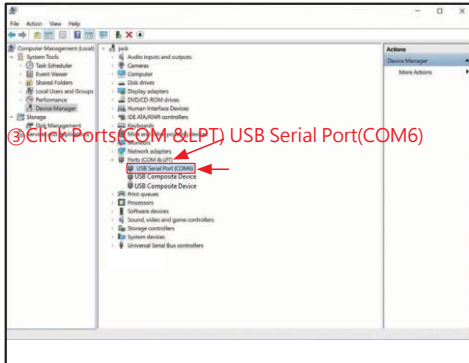 File Action View Help
Computer Management (Local)
System Tools
Task Scheduler
Event Viewer
Shared Folders
Local Users and Groups
Performance
Device Manager
Storage
Disk Management
jack
Audio inputs and outputs
Cameras
Computer
Disk drives
Display adapters
DVD/CD-ROM drives
Human Interface Devices
IDE ATA/ATAPI controllers
Keyboards
③Click Ports(COM &LPT) USB Serial Port(COM6)
Monitors
Network adapters
Ports (COM & LPT)
USB Serial Port (COM6)
USB Composite Device
USB Composite Device
Print queues
Processors
Software devices
Sound, video and game controllers
Storage controllers
System devices
Universal Serial Bus controllers
Actions
Device Manager
More Actions